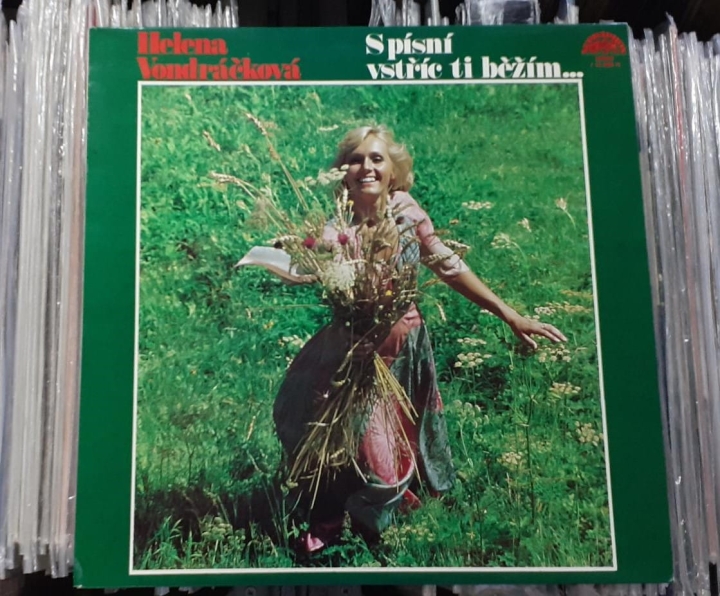 Helena
Vondráčková
S písní
vstříc ti běžím...